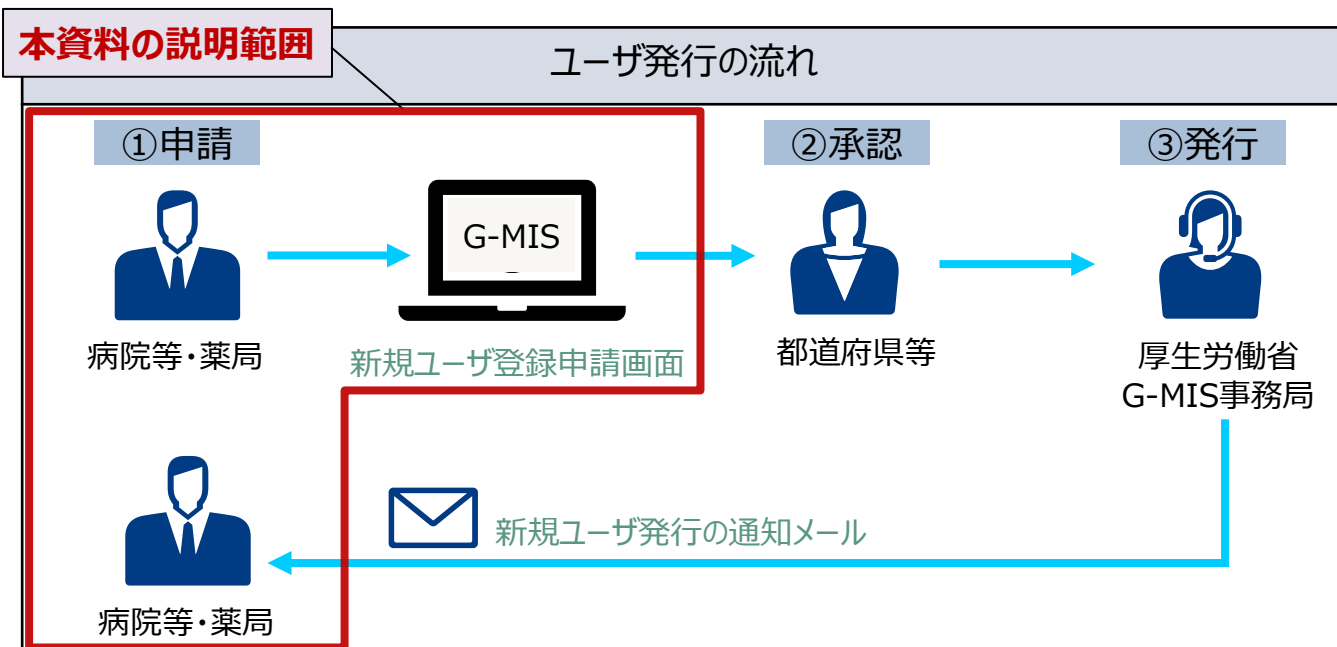 本資料の説明範囲
ユーザ発行の流れ
①申請
②承認
③発行
G-MIS
病院等・薬局
新規ユーザ登録申請画面
都道府県等
厚生労働省
G-MIS事務局
新規ユーザ発行の通知メール
病院等・薬局